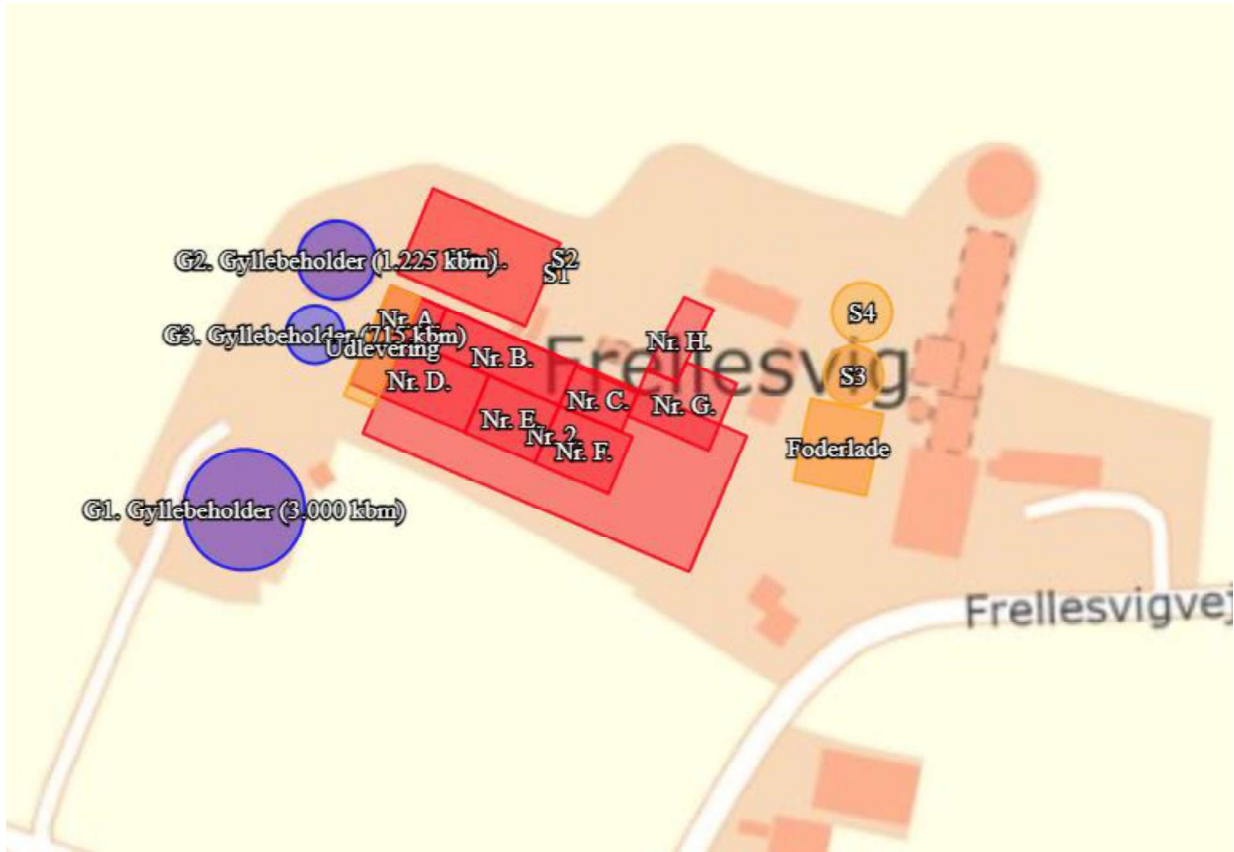 G2. Gyllebeholder (1.225 kbm).
S2
S1
S4
Nr. A.
G3. Gyllebeholder (715 kbm)
Udlevering
Nr. B.
Nr. H.
Frellesvig
S3
Nr. D.
Nr. C.
Nr. G.
Nr. E.
Nr. 2.
Nr. F.
Foderlade
G1. Gyllebeholder (3.000 kbm)
Frellesvigvej